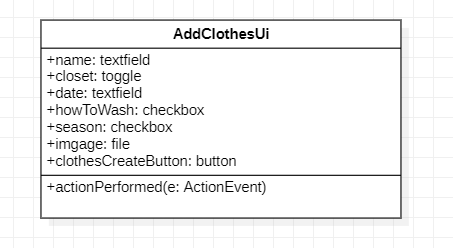 AddClothesUi
+name: textfield
+closet: toggle
+date: textfield
+howToWash: checkbox
+season: checkbox
+imgage: file
+clothesCreateButton: button
+actionPerformed(e: ActionEvent)